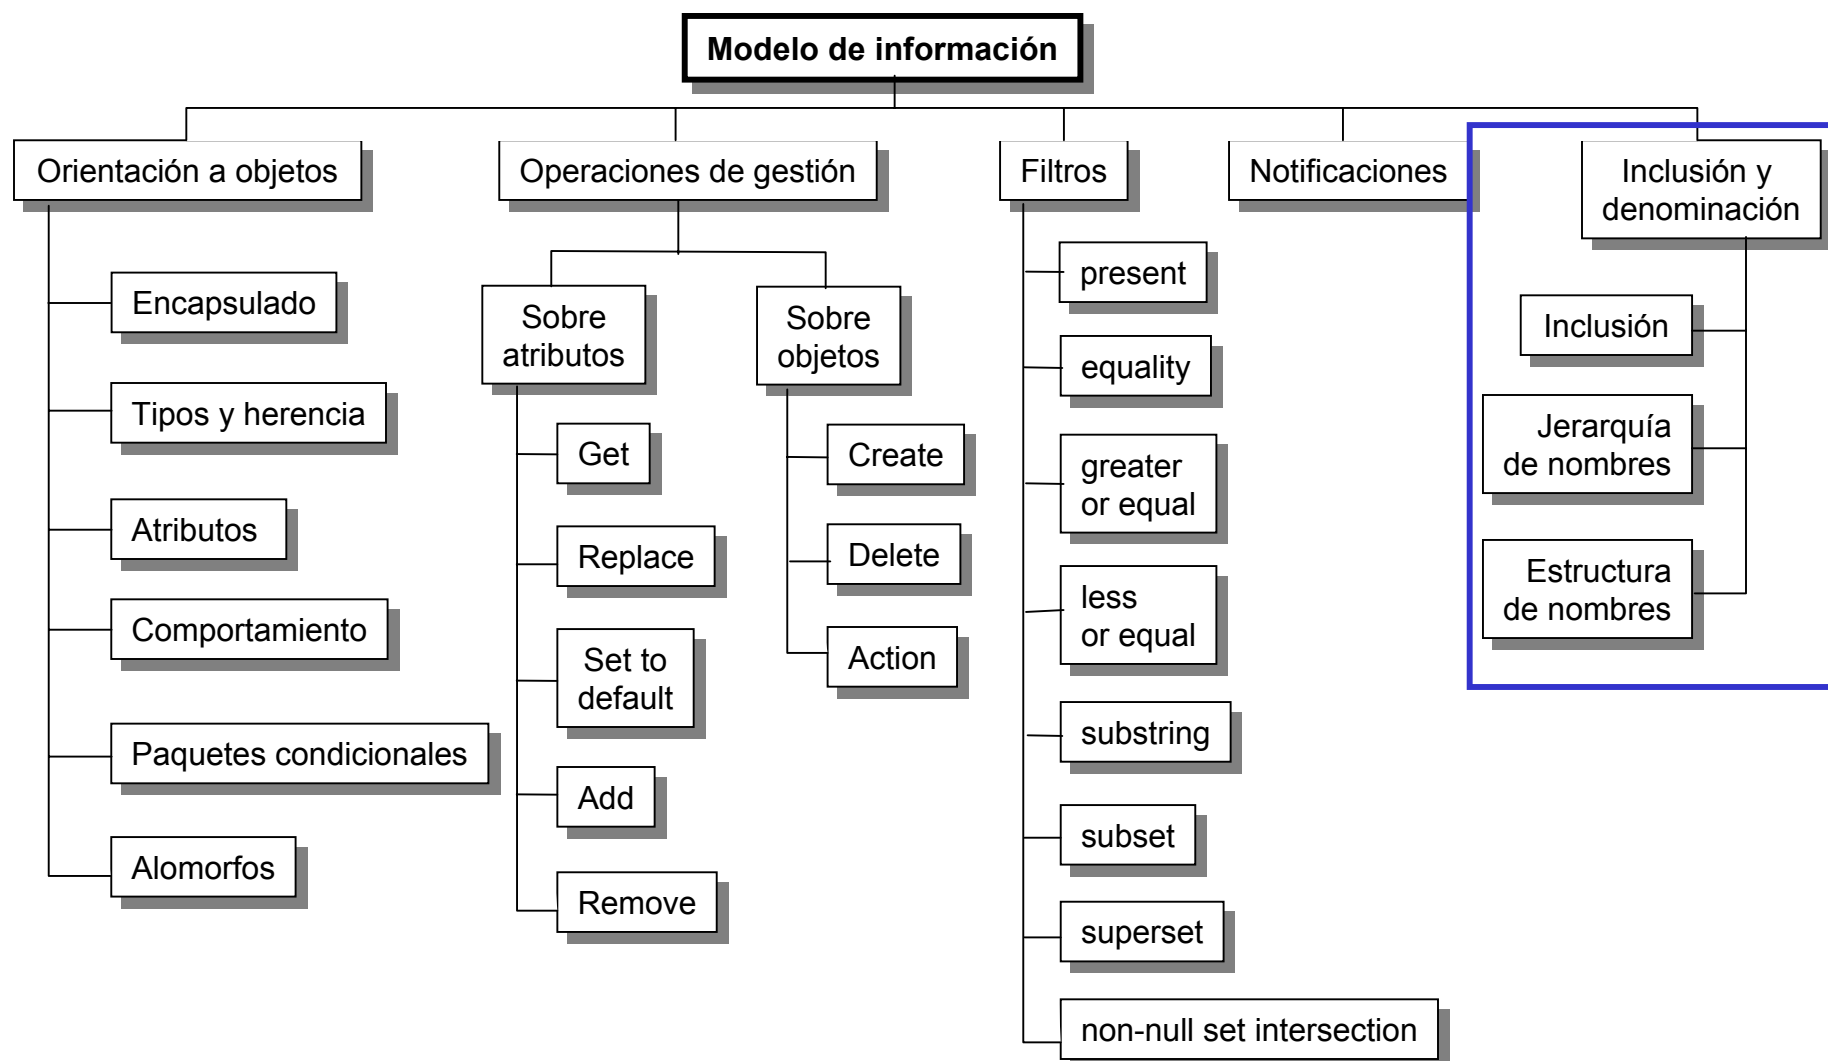 Modelo de información
Orientación a objetos
Encapsulado
Tipos y herencia
Atributos
Comportamiento
Paquetes condicionales
Alomorfos
Operaciones de gestión
Sobre
atributos
Get
Replace
Set to
default
Add
Remove
Sobre
objetos
Create
Delete
Action
Filtros
present
equality
greater
or equal
less
or equal
substring
subset
superset
non-null set intersection
Notificaciones
Inclusión y
denominación
Inclusión
Jerarquía
de nombres
Estructura
de nombres